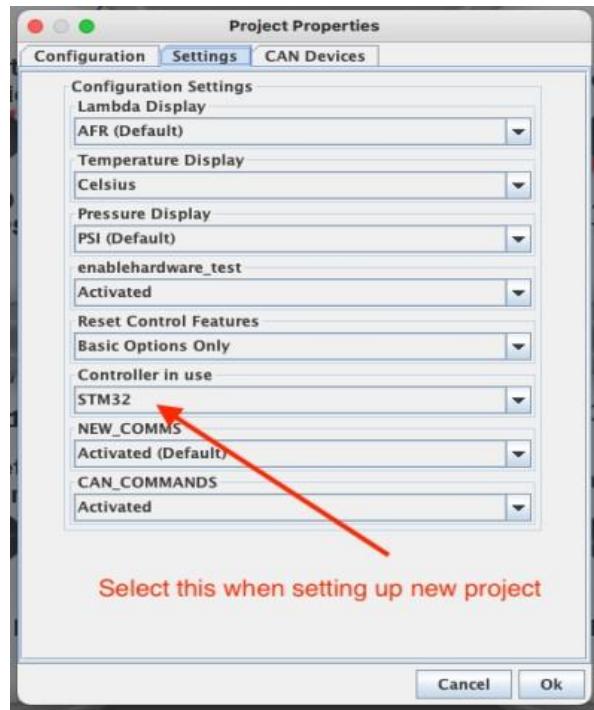 Project Properties
Configuration Settings CAN Devices
Configuration Settings
Lambda Display
AFR (Default)
Temperature Display
Celsius
Pressure Display
PSI (Default)
enablehardware_test
Activated
Reset Control Features
Basic Options Only
Controller in use
STM32
NEW_COMMS
Activated (Default)
CAN_COMMANDS
Activated
Select this when setting up new project
Cancel Ok